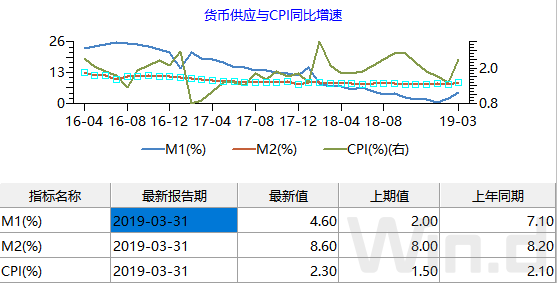 货币供应与CPI同比增速
26
13
0
2.0
0.8
16-04 16-08 16-12 17-04 17-08 17-12 18-04 18-08 19-03
M1(%) M2(%) CPI(%)(右)
指标名称 最新报告期 最新值 上期值 上年同期
M1(%) 2019-03-31 4.60 2.00 7.10
M2(%) 2019-03-31 8.60 8.00 8.20
CPI(%) 2019-03-31 2.30 1.50 2.10
Win.d